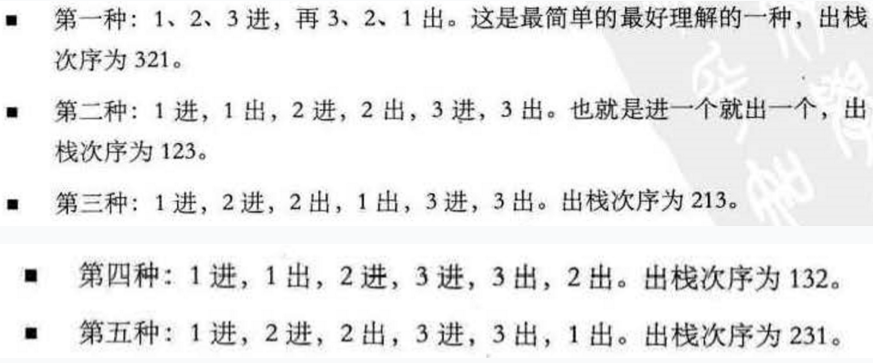 ■ 第一种：1、2、3 进，再 3、2、1 出。这是最简单的最好理解的一种，出栈
次序为 321。
■ 第二种：1 进，1 出，2 进，2 出，3 进，3 出。也就是进一个就出一个，出
栈次序为 123。
■ 第三种：1 进，2 进，2 出，1 出，3 进，3 出。出栈次序为 213。
■ 第四种：1 进，1 出，2 进，3 进，3 出，2 出。出栈次序为 132。
■ 第五种：1 进，2 进，2 出，3 进，3 出，1 出。出栈次序为 231。